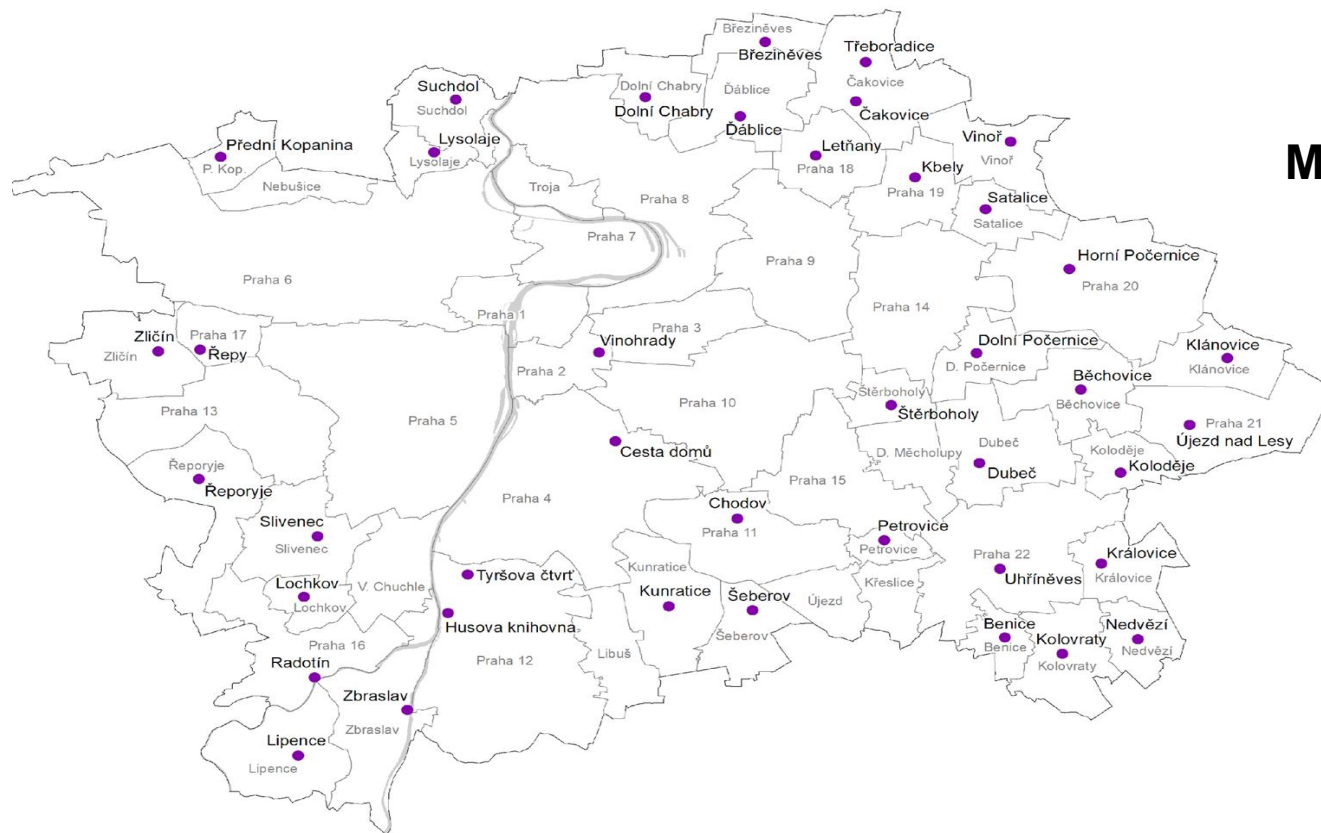 Březiněves
Březiněves
Třeboradice
Čakovice
Čakovice
Suchdol
Suchdol
Dolní Chabry
Dolní Chabry
Ďáblice
Ďáblice
Lysolaje
Lysolaje
Přední Kopanina
P. Kop.
Nebušice
Letňany
Praha 18
Vinoř
Vinoř
M
Kbely
Praha 19
Satalice
Satalice
Troja
Praha 8
Praha 7
Praha 9
Horní Počernice
Praha 20
Praha 6
Praha 14
Praha 1
Praha 3
Zličín
Zličín
Praha 17
Řepy
Vinohrady
Praha 2
Dolní Počernice
D. Počernice
Klánovice
Klánovice
Běchovice
Běchovice
Praha 13
Praha 5
Praha 10
Štěrboholy
Štěrboholy
Praha 21
Újezd nad Lesy
Cesta domů
D. Měcholupy
Dubeč
Dubeč
Koloděje
Koloděje
Řeporyje
Řeporyje
Praha 4
Praha 15
Chodov
Praha 11
Slivenec
Slivenec
Petrovice
Petrovice
Praha 22
Uhříněves
Královice
Královice
Lochkov
Lochkov
V. Chuchle
Tyršova čtvrť
Kunratice
Kunratice
Šeberov
Šeberov
Újezd
Křeslice
Husova knihovna
Benice
Benice
Kolovraty
Kolovraty
Nedvězí
Nedvězí
Praha 16
Radotín
Praha 12
Libuš
Zbraslav
Zbraslav
Lipence
Lipence